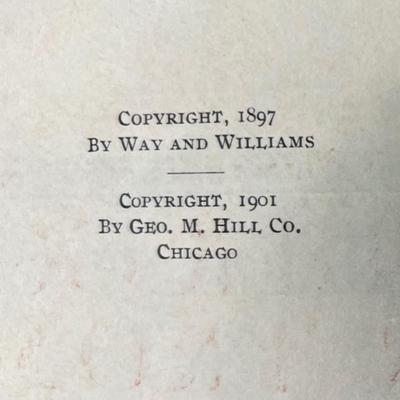 Copyright, 1897
By Way and Williams
Copyright, 1901
By Geo. M. Hill Co.
Chicago